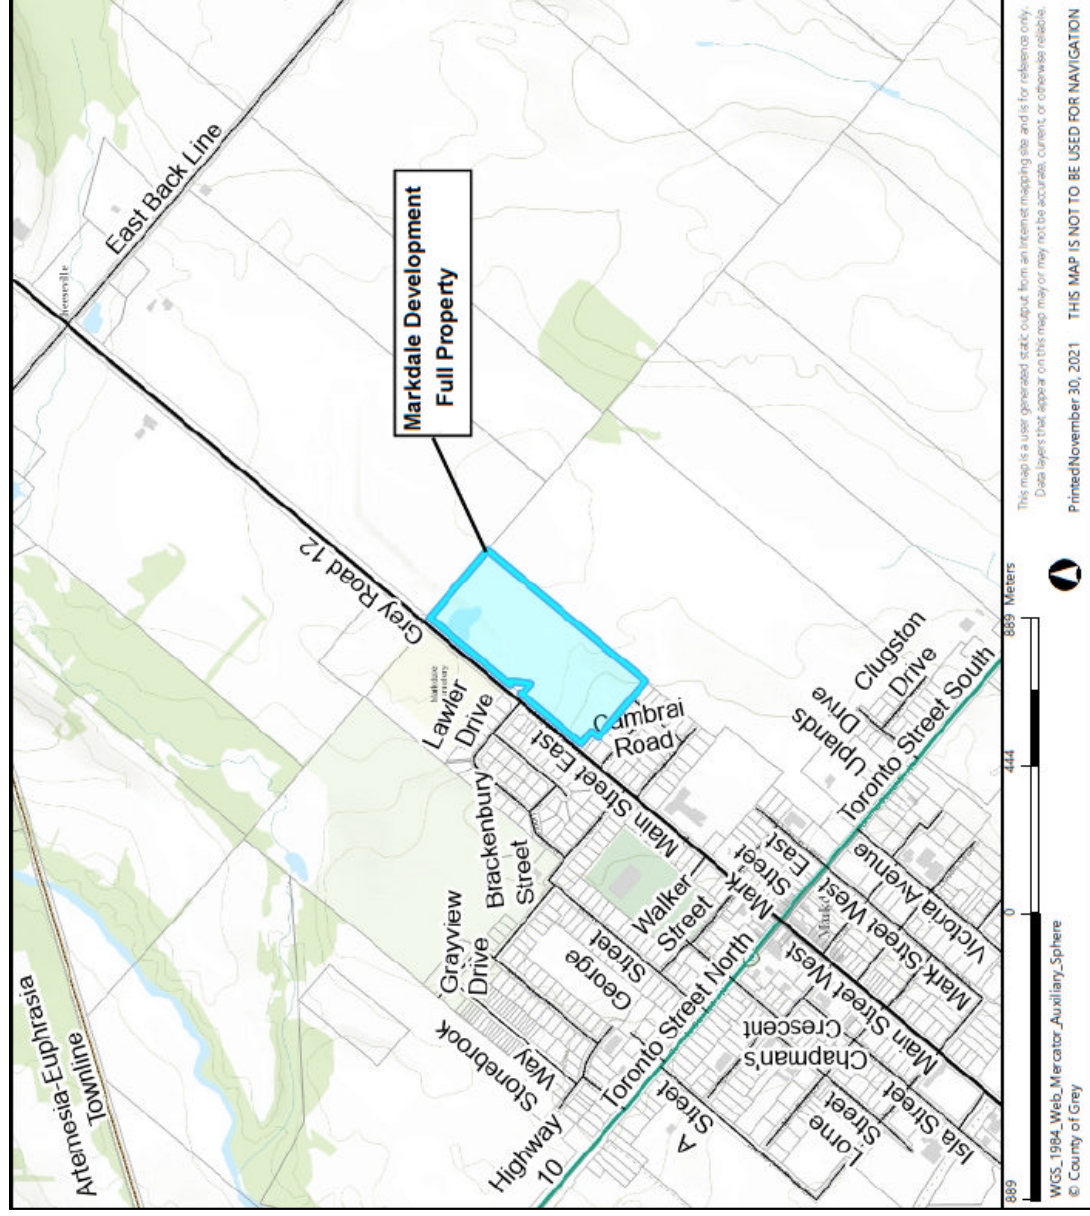 Artemesia-Euphrasia
Townline
East Back Line
Markdale Development
Full Property
Grey Road 12
Lawler
Drive
Main Street East
Cambrai
Road
Brackenbury
Street
Grayview
Drive
Stonebrook
Way
George
Street
Walker
Street
Mark
Street
East
Uplands
Drive
Clugston
Drive
Toronto Street South
Toronto Street North
Highway
10
A
Street
Chapman's
Crescent
Main Street West
Mark Street West
Victoria Avenue
Lorne
Street
Isla Street
889
0
444
889 Meters
WGS_1984_Web_Mercator_Auxiliary_Sphere
© County of Grey
This map is a user generated static output from an Internet mapping site and is for reference only.
Data layers that appear on this map may or may not be accurate, current, or otherwise reliable.
Printed November 30, 2021 THIS MAP IS NOT TO BE USED FOR NAVIGATION